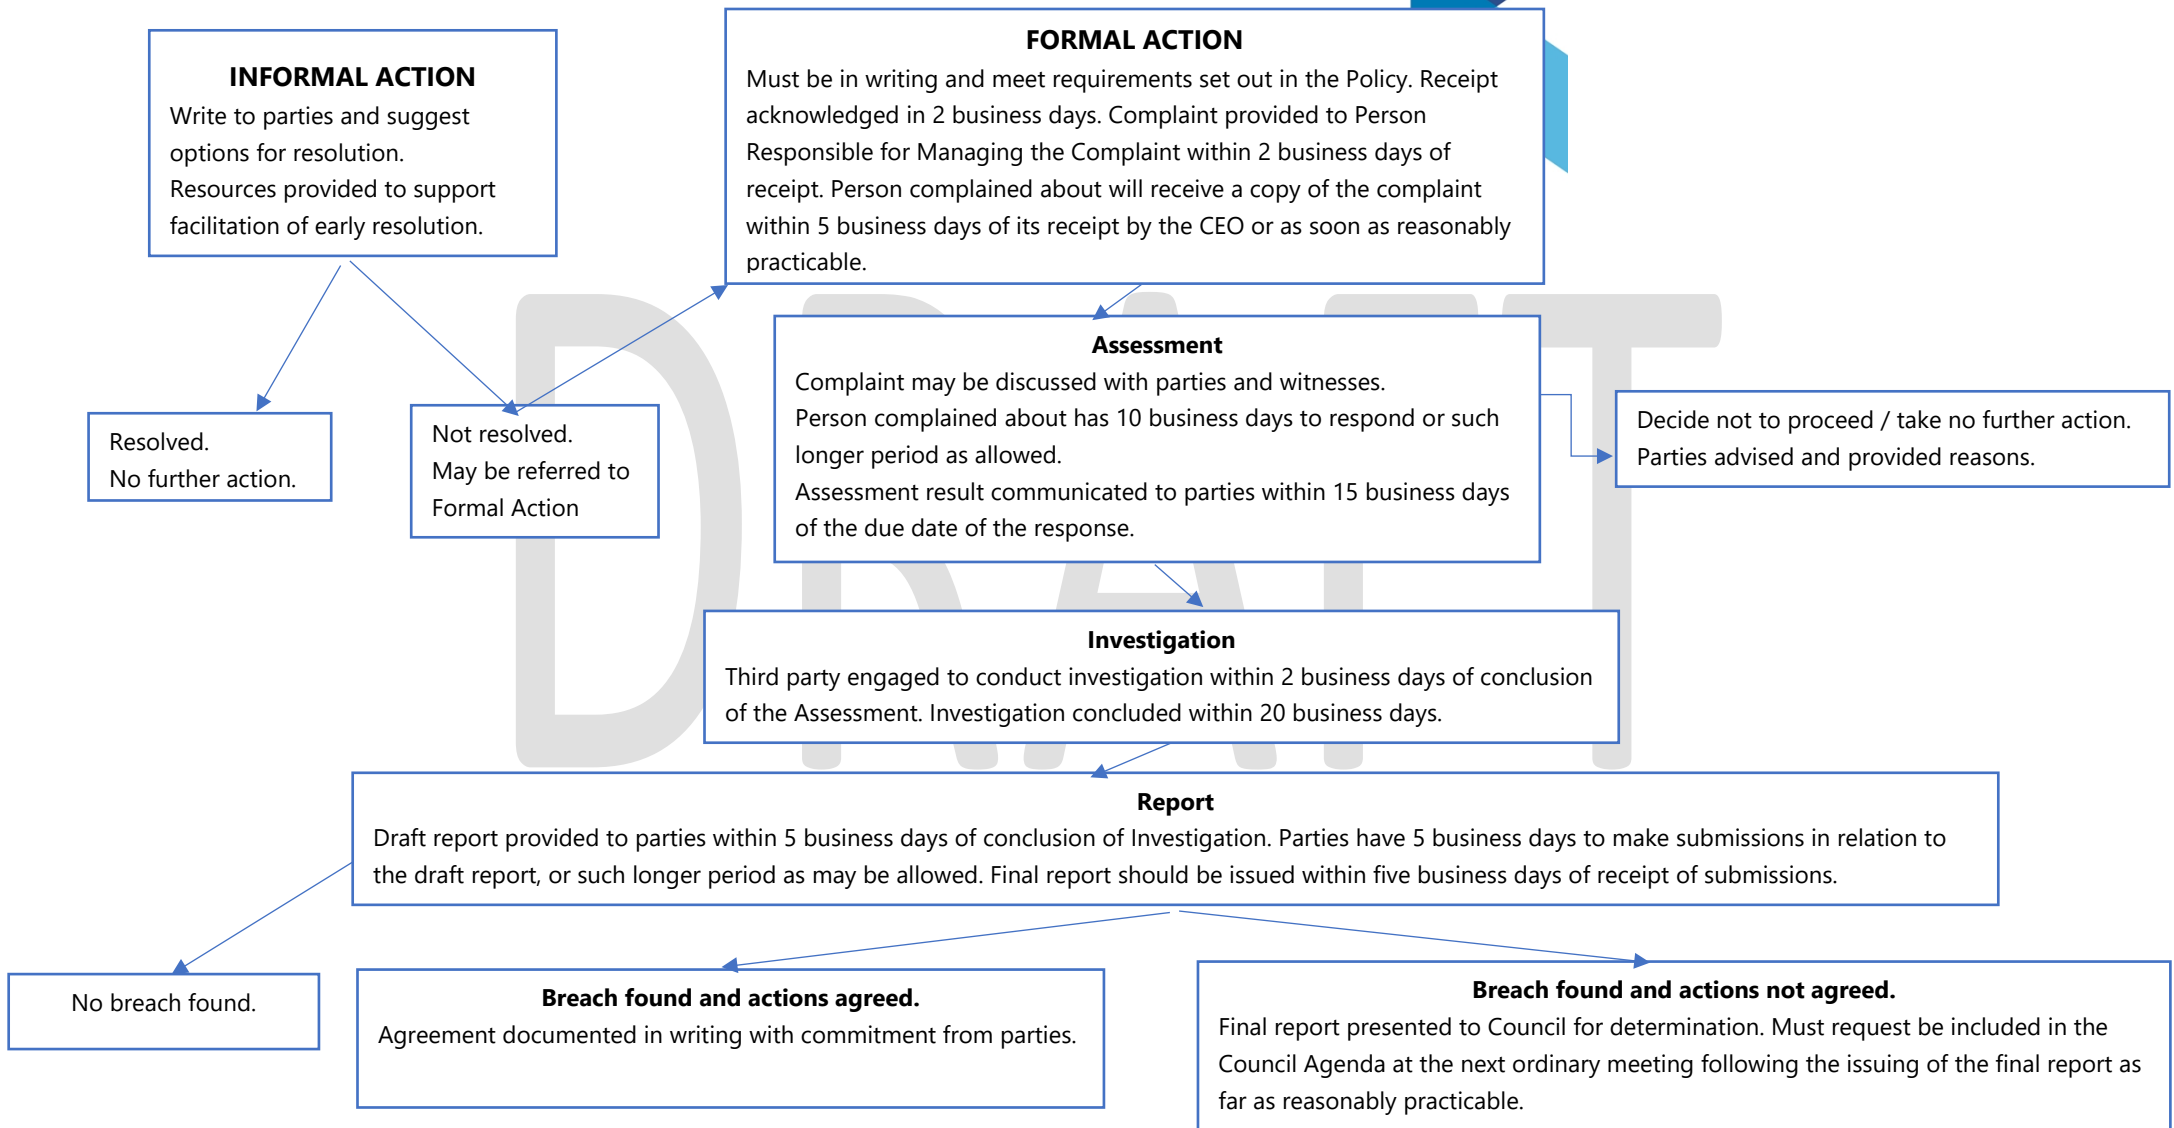 INFORMAL ACTION
Write to parties and suggest
options for resolution.
Resources provided to support
facilitation of early resolution.
FORMAL ACTION
Must be in writing and meet requirements set out in the Policy. Receipt
acknowledged in 2 business days. Complaint provided to Person
Responsible for Managing the Complaint within 2 business days of
receipt. Person complained about will receive a copy of the complaint
within 5 business days of its receipt by the CEO or as soon as reasonably
practicable.
Resolved.
No further action.
Not resolved.
May be referred to
Formal Action
Assessment
Complaint may be discussed with parties and witnesses.
Person complained about has 10 business days to respond or such
longer period as allowed.
Assessment result communicated to parties within 15 business days
of the due date of the response.
Decide not to proceed / take no further action.
Parties advised and provided reasons.
DRAFT
Investigation
Third party engaged to conduct investigation within 2 business days of conclusion
of the Assessment. Investigation concluded within 20 business days.
Report
Draft report provided to parties within 5 business days of conclusion of Investigation. Parties have 5 business days to make submissions in relation to
the draft report, or such longer period as may be allowed. Final report should be issued within five business days of receipt of submissions.
No breach found.
Breach found and actions agreed.
Agreement documented in writing with commitment from parties.
Breach found and actions not agreed.
Final report presented to Council for determination. Must request be included in the
Council Agenda at the next ordinary meeting following the issuing of the final report as
far as reasonably practicable.